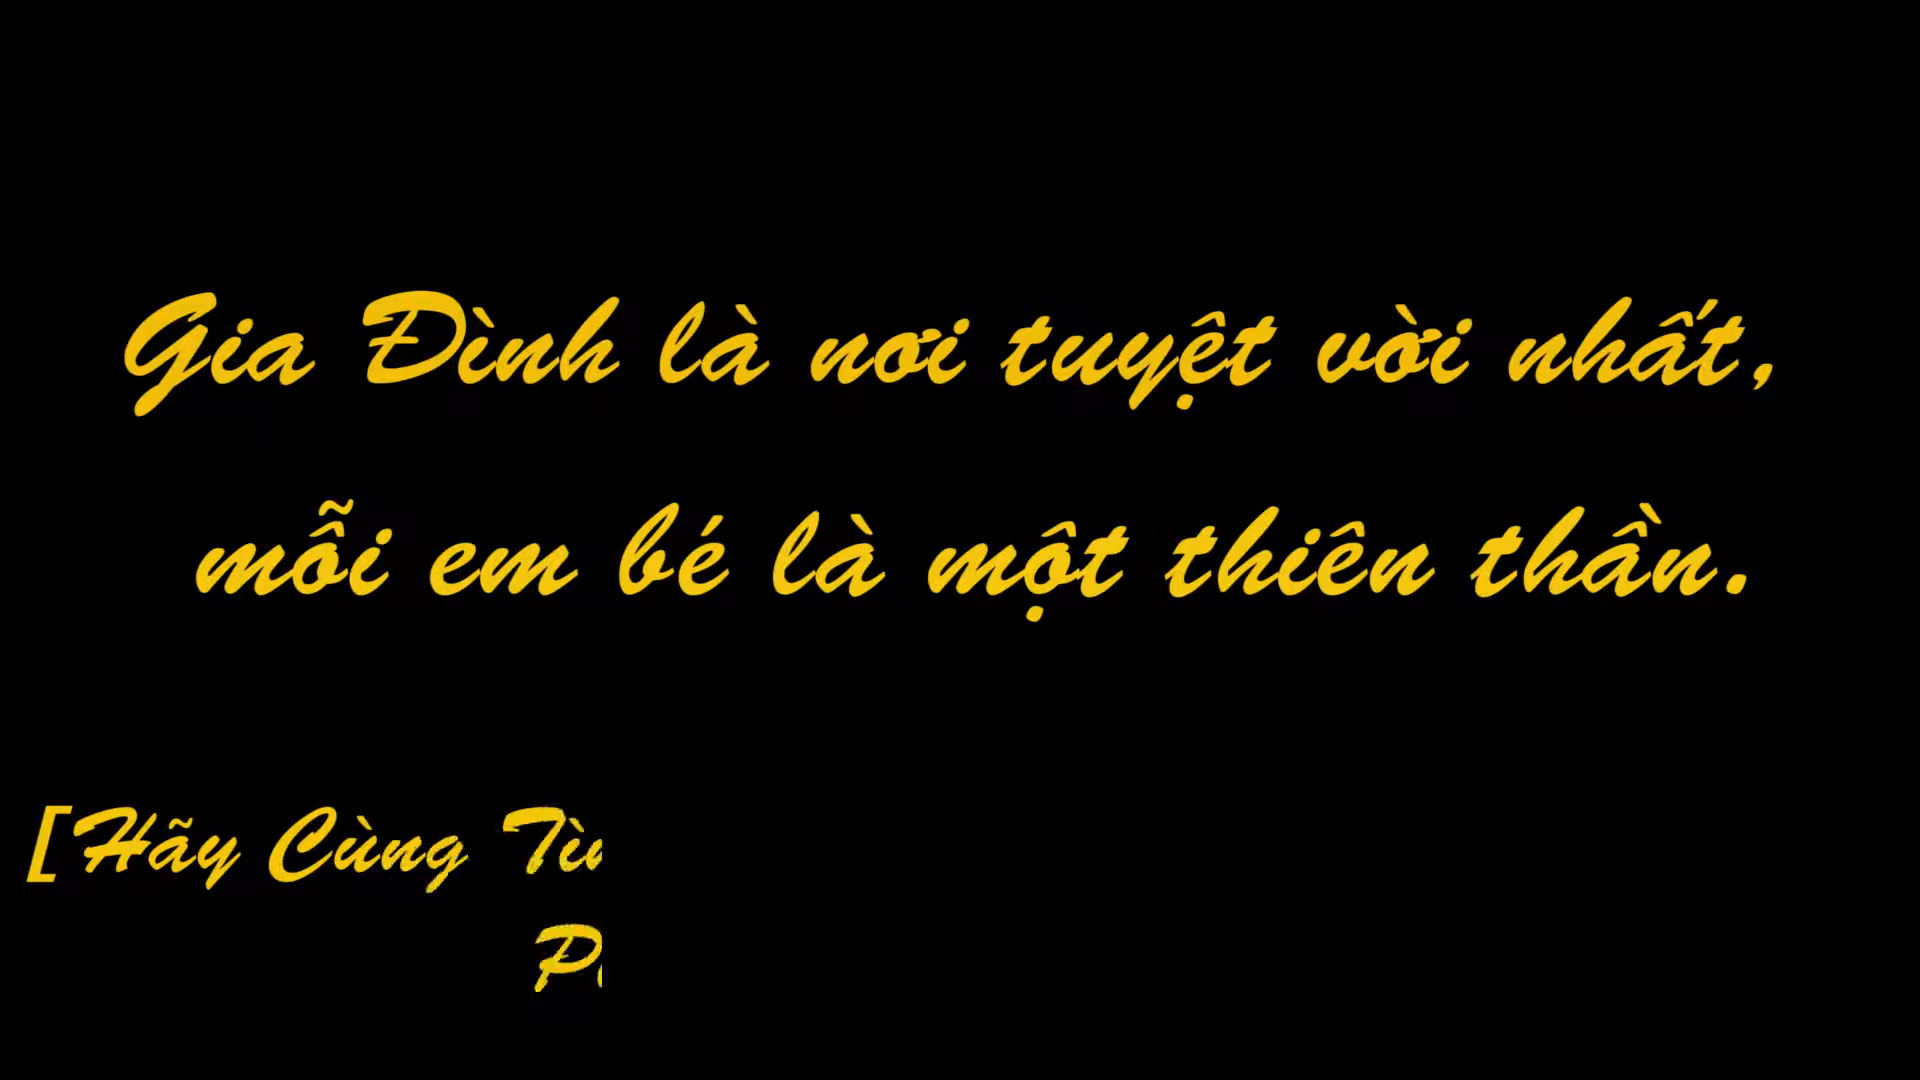 Gia Đình là nơi tuyệt vời nhất,
mỗi em bé là một thiên thần.
[Hãy Cùng